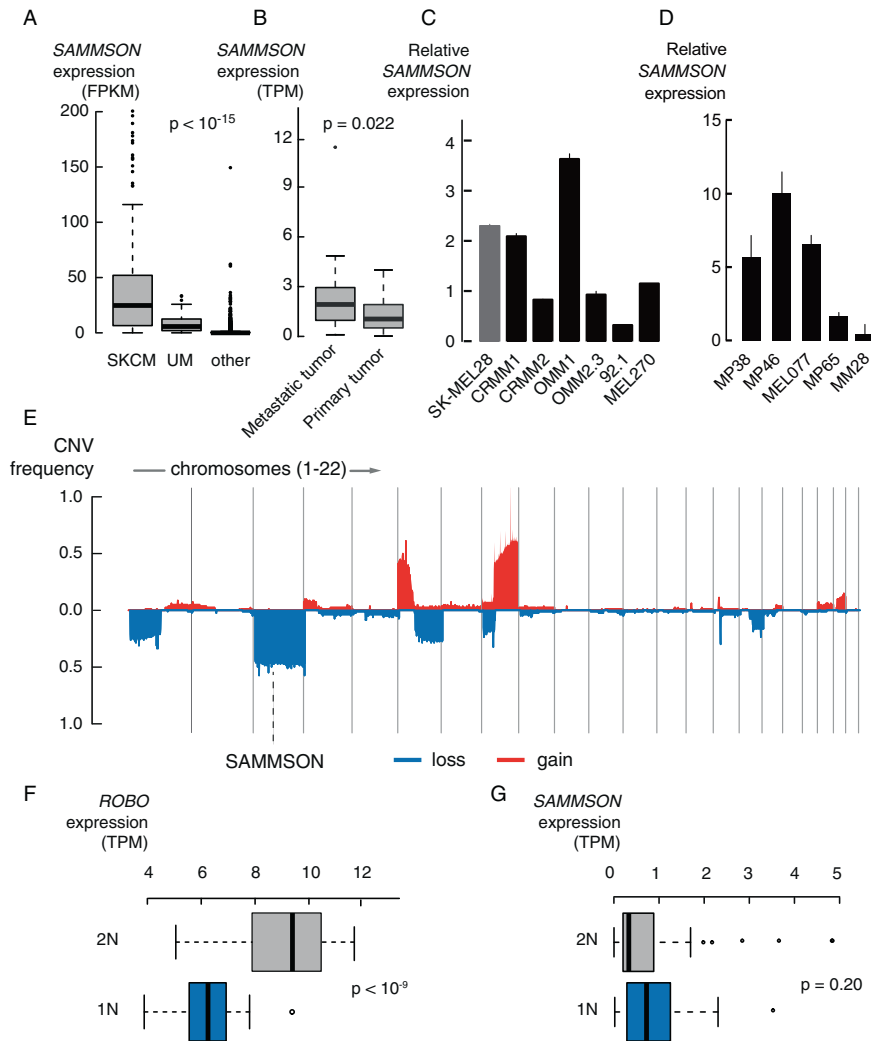 A
SAMMSON
expression
(FPKM)
p < 10-15
200
150
100
50
0
SKCM
UM
other
B
SAMMSON
expression
(TPM)
p = 0.022
12
9
6
3
0
Metastatic tumor
Primary tumor
C
Relative
SAMMSON
expression
4
3
2
1
0
SK-MEL28
CRMM1
CRMM2
OMM1
OMM2.3
92.1
MEL270
D
Relative
SAMMSON
expression
15
10
5
0
MP38
MP46
MEL077
MP65
MM28
E
CNV
frequency
chromosomes (1-22)
1.0
0.5
0.0
0.5
1.0
SAMMSON
loss
gain
F
ROBO
expression
(TPM)
4 6 8 10 12
2N
1N
p < 10-9
G
SAMMSON
expression
(TPM)
0 1 2 3 4 5
2N
1N
p = 0.20